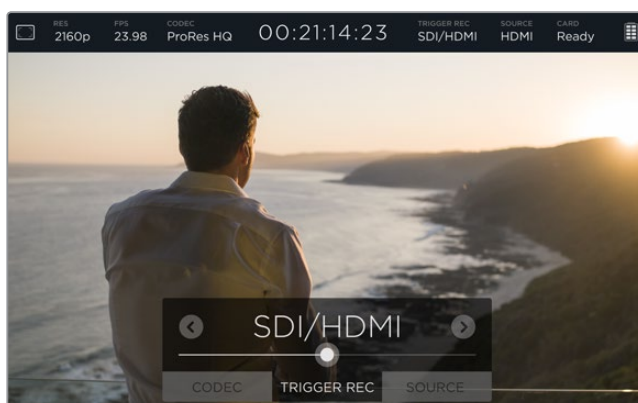 RES FPS CODEC TRIGGER REC SOURCE CARD
2160p 23.98 ProRes HQ 00:21:14:23 SDI/HDMI HDMI Ready
SDI/HDMI
CODEC TRIGGER REC SOURCE